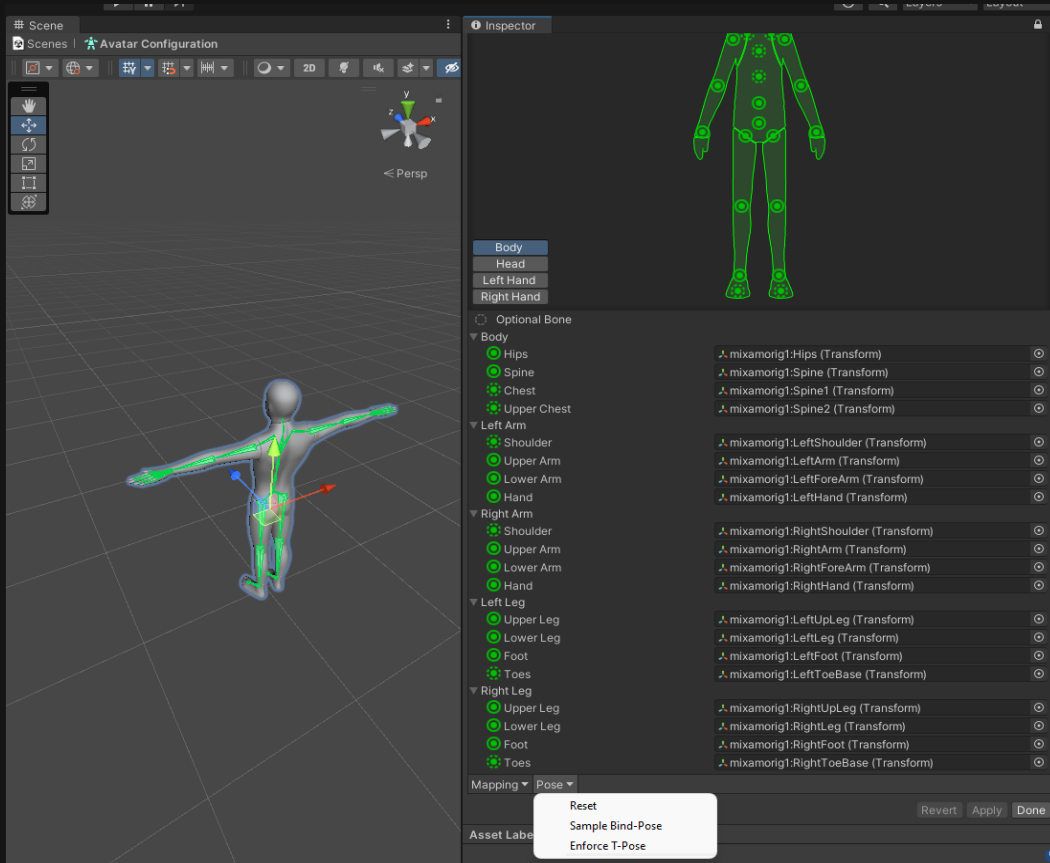 Scene
Inspector
Scenes
Avatar Configuration
2D
y
z
x
Persp
Body
Head
Left Hand
Right Hand
Optional Bone
Body
Hips mixamorig1:Hips (Transform)
Spine mixamorig1:Spine (Transform)
Chest mixamorig1:Spine1 (Transform)
Upper Chest mixamorig1:Spine2 (Transform)
Left Arm
Shoulder mixamorig1:LeftShoulder (Transform)
Upper Arm mixamorig1:LeftArm (Transform)
Lower Arm mixamorig1:LeftForeArm (Transform)
Hand mixamorig1:LeftHand (Transform)
Right Arm
Shoulder mixamorig1:RightShoulder (Transform)
Upper Arm mixamorig1:RightArm (Transform)
Lower Arm mixamorig1:RightForeArm (Transform)
Hand mixamorig1:RightHand (Transform)
Left Leg
Upper Leg mixamorig1:LeftUpLeg (Transform)
Lower Leg mixamorig1:LeftLeg (Transform)
Foot mixamorig1:LeftFoot (Transform)
Toes mixamorig1:LeftToeBase (Transform)
Right Leg
Upper Leg mixamorig1:RightUpLeg (Transform)
Lower Leg mixamorig1:RightLeg (Transform)
Foot mixamorig1:RightFoot (Transform)
Toes mixamorig1:RightToeBase (Transform)
Mapping Pose
Reset
Sample Bind-Pose
Enforce T-Pose
Revert Apply Done
Asset Labe